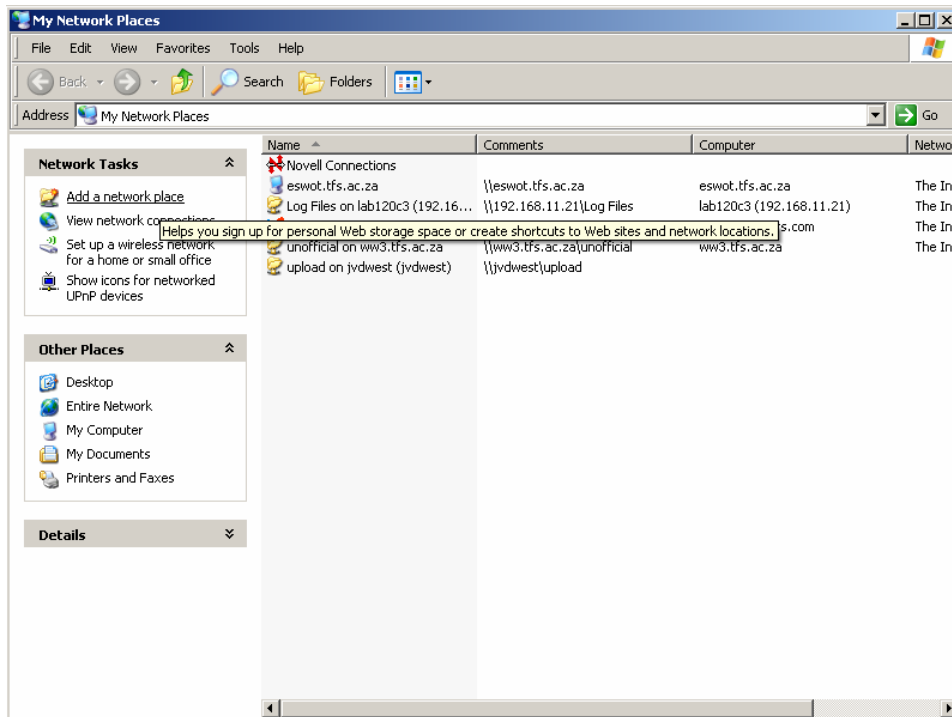 My Network Places
File Edit View Favorites Tools Help
Back Search Folders
Address My Network Places Go
Network Tasks
Add a network place
View network connections
Set up a wireless network
for a home or small office
Show icons for networked
UPnP devices
Other Places
Desktop
Entire Network
My Computer
My Documents
Printers and Faxes
Details
Name Comments Computer Netwo
Novell Connections
eswot.tfs.ac.za \\eswot.tfs.ac.za eswot.tfs.ac.za The In
Log Files on lab120c3 (192.16... \\192.168.11.21\Log Files lab120c3 (192.168.11.21)
Helps you sign up for personal Web storage space or create shortcuts to Web sites and network locations.
s.com The In
unofficial on ww3.tfs.ac.za \\ww3.tfs.ac.za\unofficial ww3.tfs.ac.za The In
upload on jvdwest (jvdwest) \\jvdwest\upload